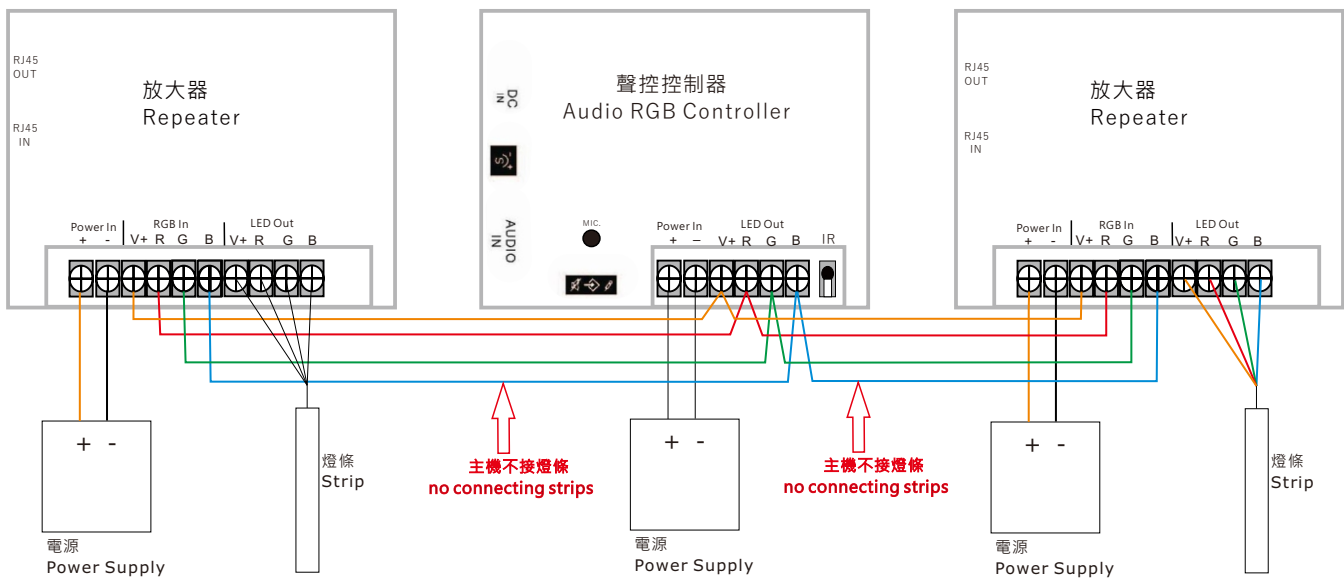 RJ45
OUT
RJ45
IN
放大器
Repeater
Power In
RGB In
LED Out
+ - V+ R G B V+ R G B
+ -
電源
Power Supply
燈條
Strip
DC
IN
S
- +
AUDIO
IN
聲控控制器
Audio RGB Controller
MIC.
Power In
LED Out
+ – V+ R G B IR
主機不接燈條
no connecting strips
+ -
電源
Power Supply
主機不接燈條
no connecting strips
RJ45
OUT
RJ45
IN
放大器
Repeater
Power In
RGB In
LED Out
+ - V+ R G B V+ R G B
+ -
電源
Power Supply
燈條
Strip